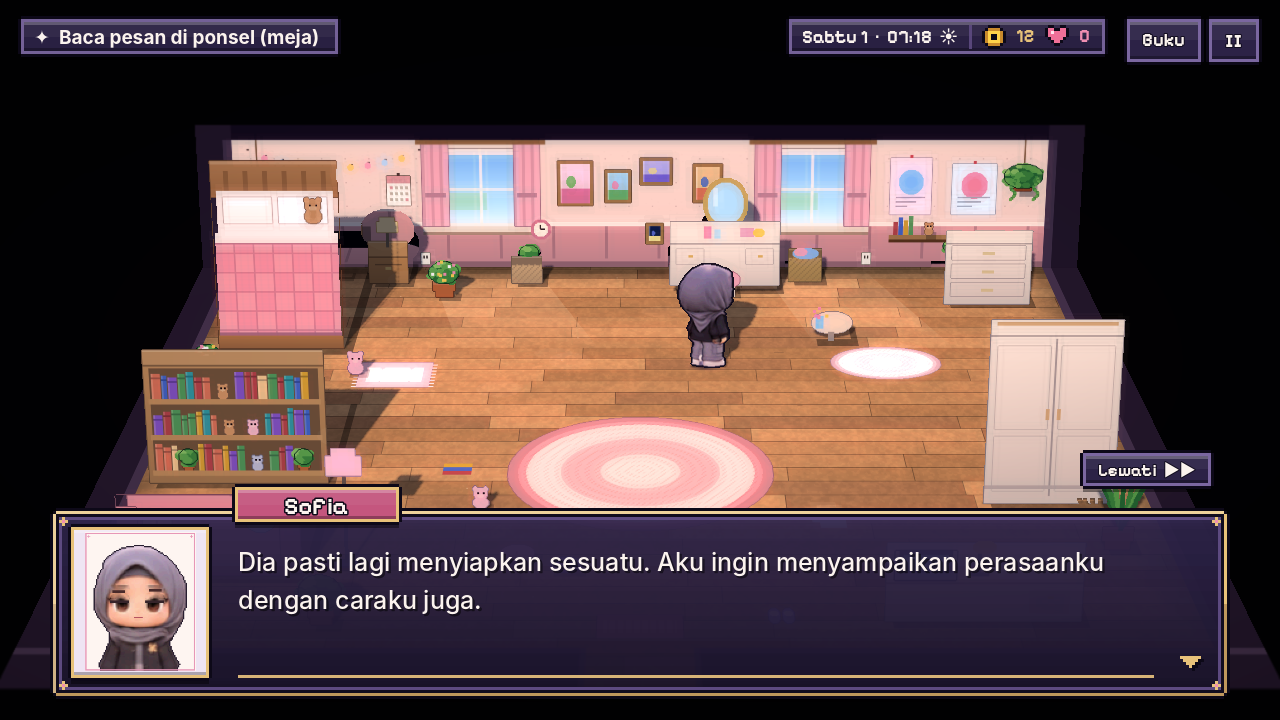 ✦ Baca pesan di ponsel (meja)
Sabtu 1 · 07:18 ☀ 12 0
Buku
II
Lewati ▶▶
Sofia
Dia pasti lagi menyiapkan sesuatu. Aku ingin menyampaikan perasaanku
dengan caraku juga.